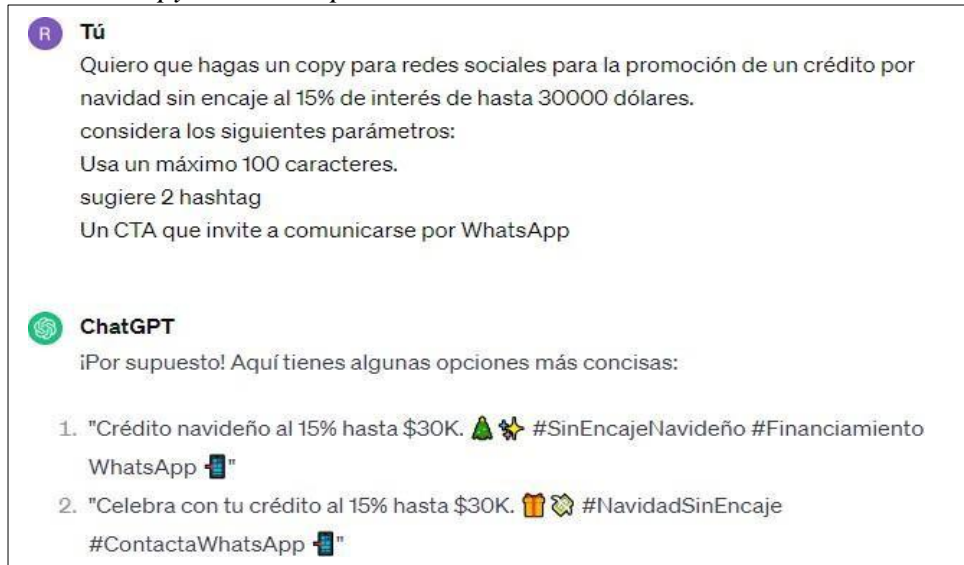 R Tú
Quiero que hagas un copy para redes sociales para la promoción de un crédito por
navidad sin encaje al 15% de interés de hasta 30000 dólares.
considera los siguientes parámetros:
Usa un máximo 100 caracteres.
sugiere 2 hashtag
Un CTA que invite a comunicarse por WhatsApp
ChatGPT
¡Por supuesto! Aquí tienes algunas opciones más concisas:
1. "Crédito navideño al 15% hasta $30K. 🎄✨ #SinEncajeNavideño #Financiamiento
WhatsApp 📲"
2. "Celebra con tu crédito al 15% hasta $30K. 🎁💸 #NavidadSinEncaje
#ContactaWhatsApp 📲"